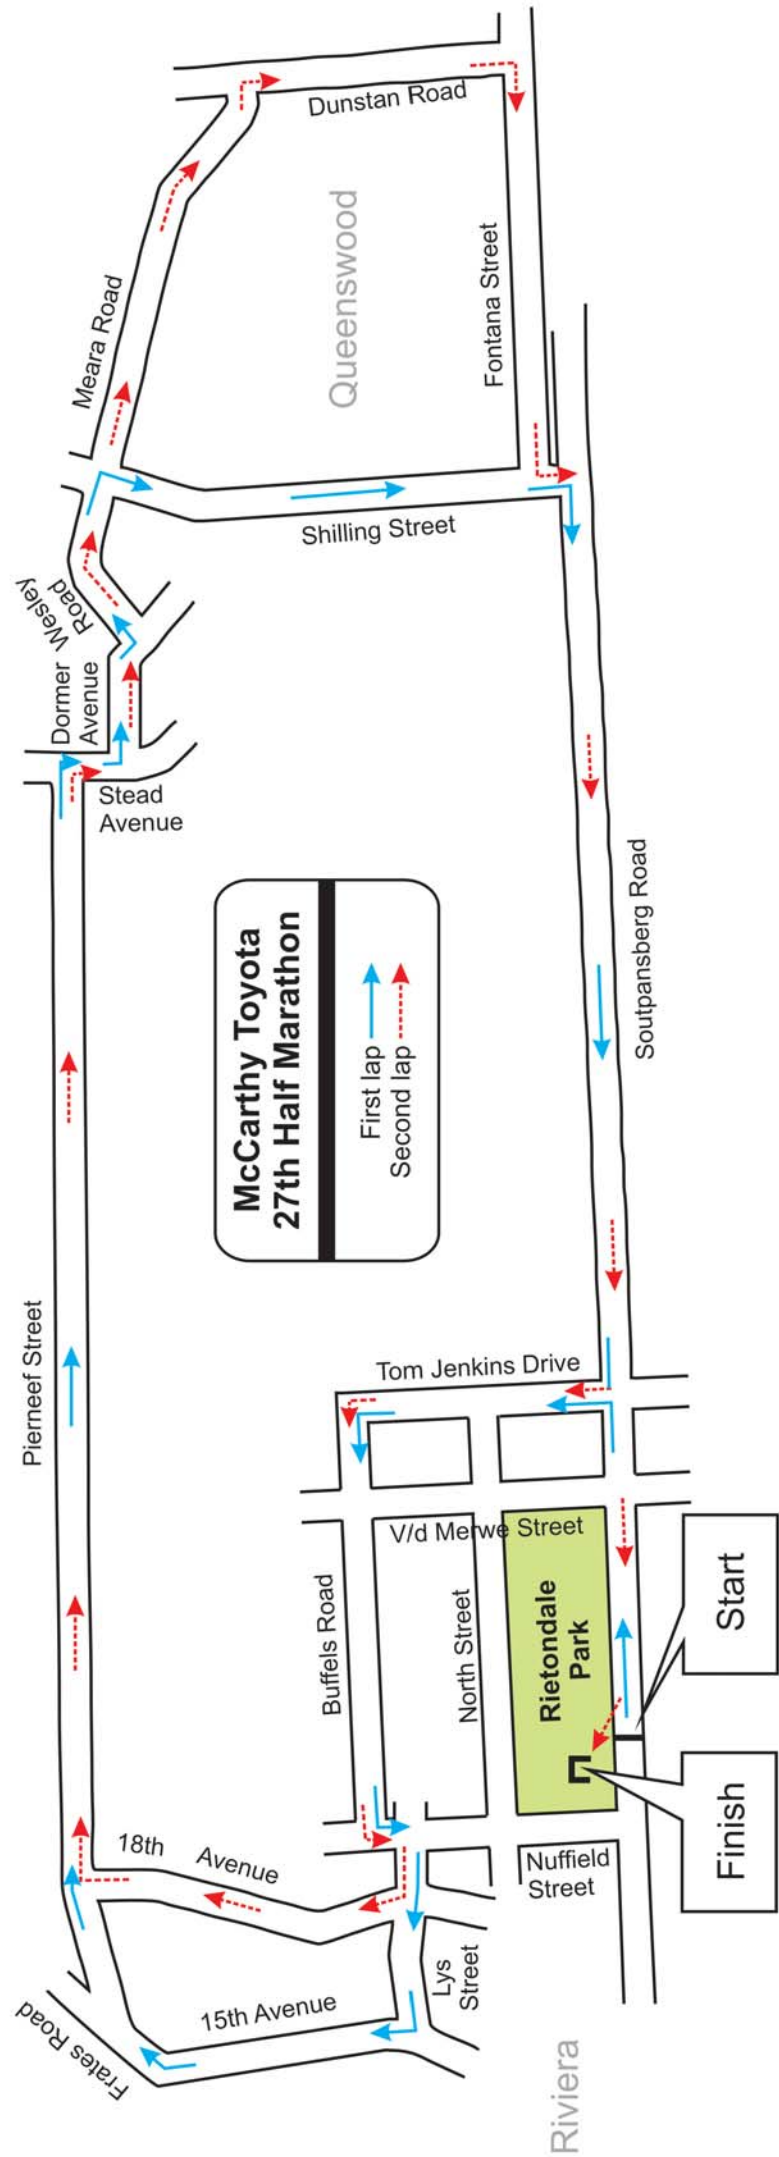 Pierneef Street
Dormer
Avenue
Wesley
Road
Meara Road
Stead
Avenue
Dunstan Road
Queenswood
Fontana Street
Shilling Street
McCarthy Toyota
27th Half Marathon
First lap
Second lap
Soutpansberg Road
Tom Jenkins Drive
V/d Merwe Street
Buffels Road
North Street
Rietondale
Park
18th Avenue
Nuffield
Street
15th Avenue
Frates Road
Lys
Street
Riviera
Finish
Start